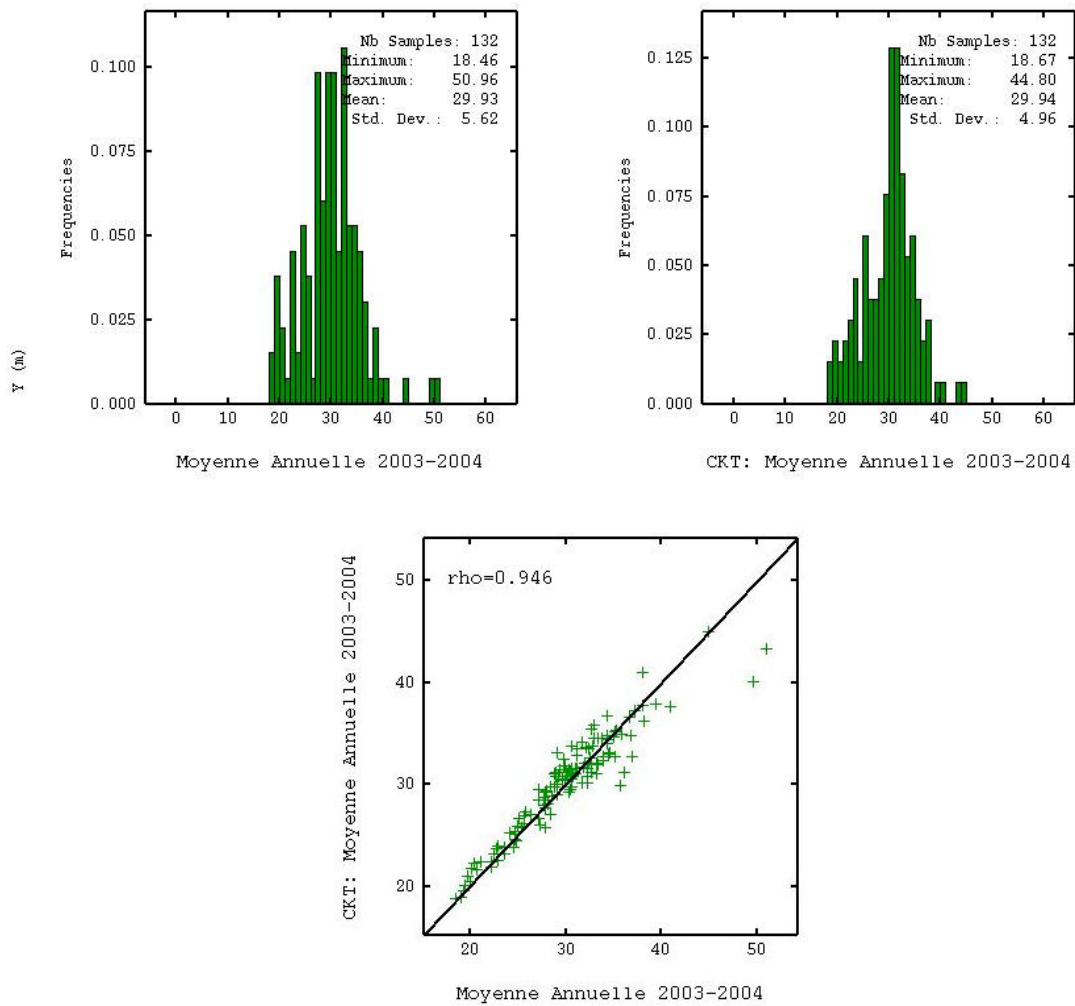 Nb Samples: 132
Minimum: 18.46
Maximum: 50.96
Mean: 29.93
Std. Dev.: 5.62
0.100
0.075
0.050
0.025
0.000
Frequencies
Y (m)
0 10 20 30 40 50 60
Moyenne Annuelle 2003-2004
Nb Samples: 132
Minimum: 18.67
Maximum: 44.80
Mean: 29.94
Std. Dev.: 4.96
0.125
0.100
0.075
0.050
0.025
0.000
Frequencies
0 10 20 30 40 50 60
CKT: Moyenne Annuelle 2003-2004
rho=0.946
50
40
30
20
CKT: Moyenne Annuelle 2003-2004
20 30 40 50
Moyenne Annuelle 2003-2004